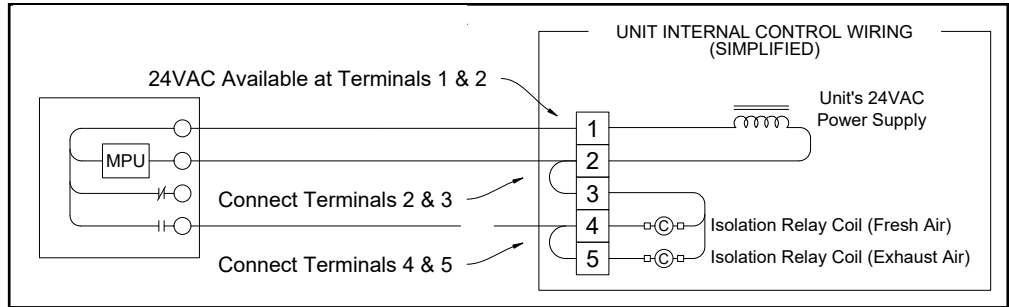 UNIT INTERNAL CONTROL WIRING
(SIMPLIFIED)
24VAC Available at Terminals 1 & 2
Unit's 24VAC
Power Supply
1
MPU
2
Connect Terminals 2 & 3
3
4
C
Isolation Relay Coil (Fresh Air)
Connect Terminals 4 & 5
5
C
Isolation Relay Coil (Exhaust Air)